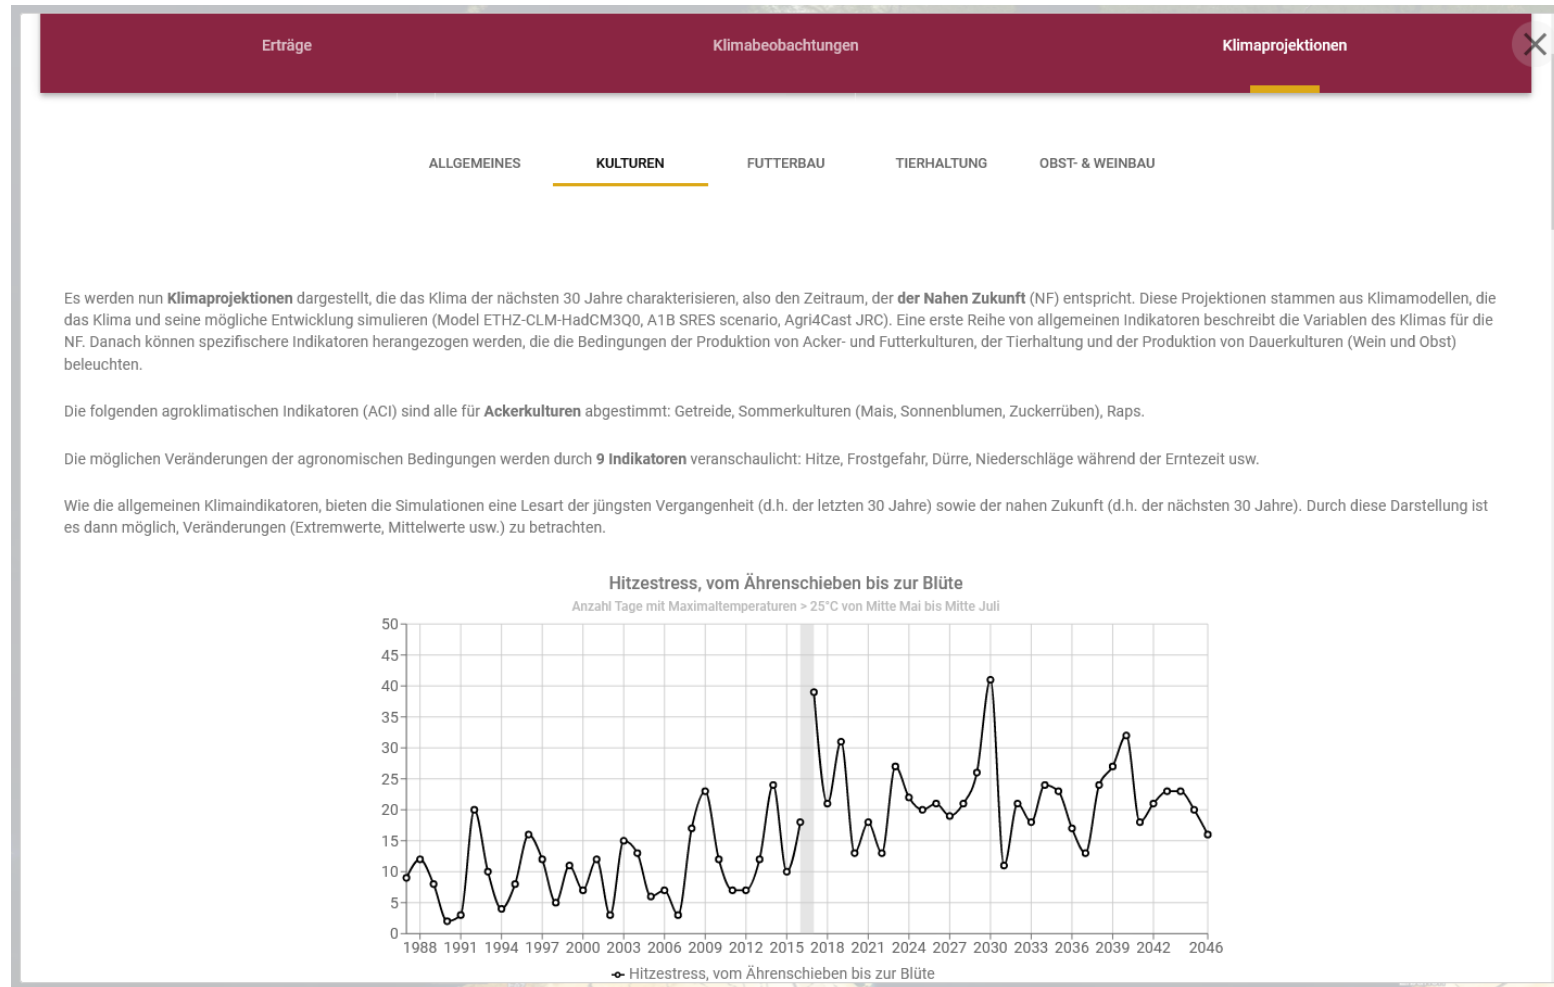 Erträge
Klimabeobachtungen
Klimaprojektionen
ALLGEMEINES
KULTUREN
FUTTERBAU
TIERHALTUNG
OBST- & WEINBAU
Es werden nun Klimaprojektionen dargestellt, die das Klima der nächsten 30 Jahre charakterisieren, also den Zeitraum, der der Nahen Zukunft (NF) entspricht. Diese Projektionen stammen aus Klimamodellen, die
das Klima und seine mögliche Entwicklung simulieren (Model ETHZ-CLM-HadCM3Q0, A1B SRES scenario, Agri4Cast JRC). Eine erste Reihe von allgemeinen Indikatoren beschreibt die Variablen des Klimas für die
NF. Danach können spezifischere Indikatoren herangezogen werden, die die Bedingungen der Produktion von Acker- und Futterkulturen, der Tierhaltung und der Produktion von Dauerkulturen (Wein und Obst)
beleuchten.
Die folgenden agroklimatischen Indikatoren (ACI) sind alle für Ackerkulturen abgestimmt: Getreide, Sommerkulturen (Mais, Sonnenblumen, Zuckerrüben), Raps.
Die möglichen Veränderungen der agronomischen Bedingungen werden durch 9 Indikatoren veranschaulicht: Hitze, Frostgefahr, Dürre, Niederschläge während der Erntezeit usw.
Wie die allgemeinen Klimaindikatoren, bieten die Simulationen eine Lesart der jüngsten Vergangenheit (d.h. der letzten 30 Jahre) sowie der nahen Zukunft (d.h. der nächsten 30 Jahre). Durch diese Darstellung ist
es dann möglich, Veränderungen (Extremwerte, Mittelwerte usw.) zu betrachten.
Hitzestress, vom Ährenschieben bis zur Blüte
Anzahl Tage mit Maximaltemperaturen > 25°C von Mitte Mai bis Mitte Juli
50
45
40
35
30
25
20
15
10
5
0
1988 1991 1994 1997 2000 2003 2006 2009 2012 2015 2018 2021 2024 2027 2030 2033 2036 2039 2042 2046
Hitzestress, vom Ährenschieben bis zur Blüte